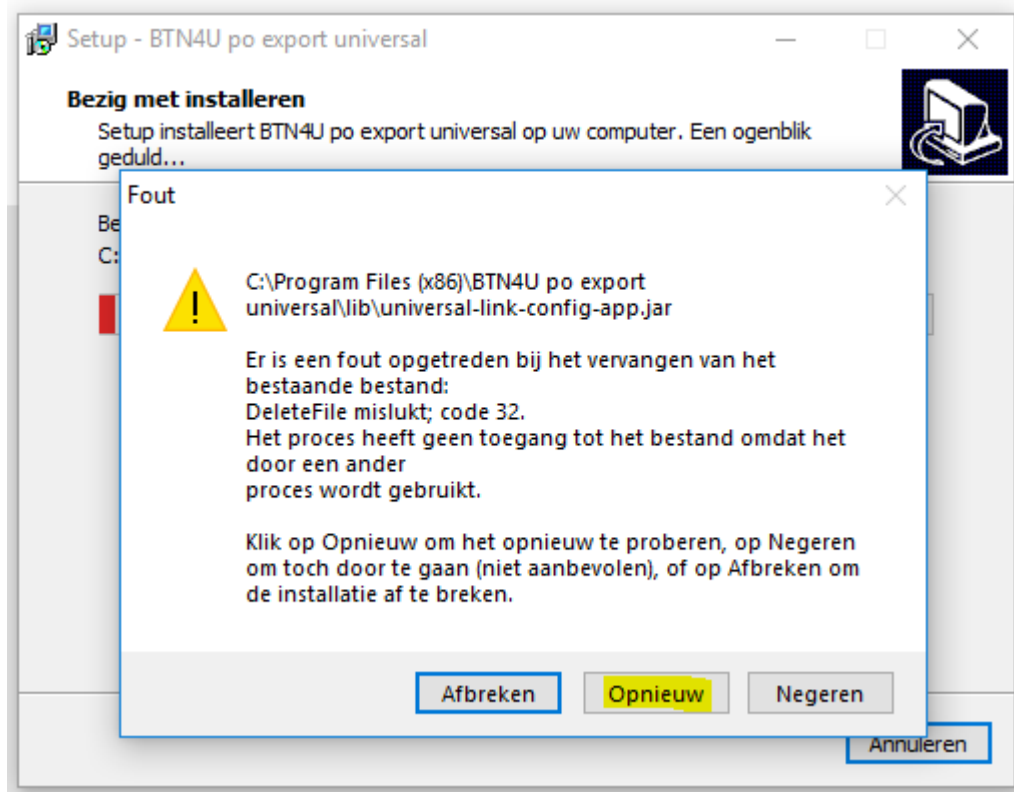 Setup - BTN4U po export universal
Bezig met installeren
Setup installeert BTN4U po export universal op uw computer. Een ogenblik
geduld...
Fout
Be
C:
C:\Program Files (x86)\BTN4U po export
universal\lib\universal-link-config-app.jar
Er is een fout opgetreden bij het vervangen van het
bestaande bestand:
DeleteFile mislukt; code 32.
Het proces heeft geen toegang tot het bestand omdat het
door een ander
proces wordt gebruikt.
Klik op Opnieuw om het opnieuw te proberen, op Negeren
om toch door te gaan (niet aanbevolen), of op Afbreken om
de installatie af te breken.
Afbreken Opnieuw Negeren
Annuleren